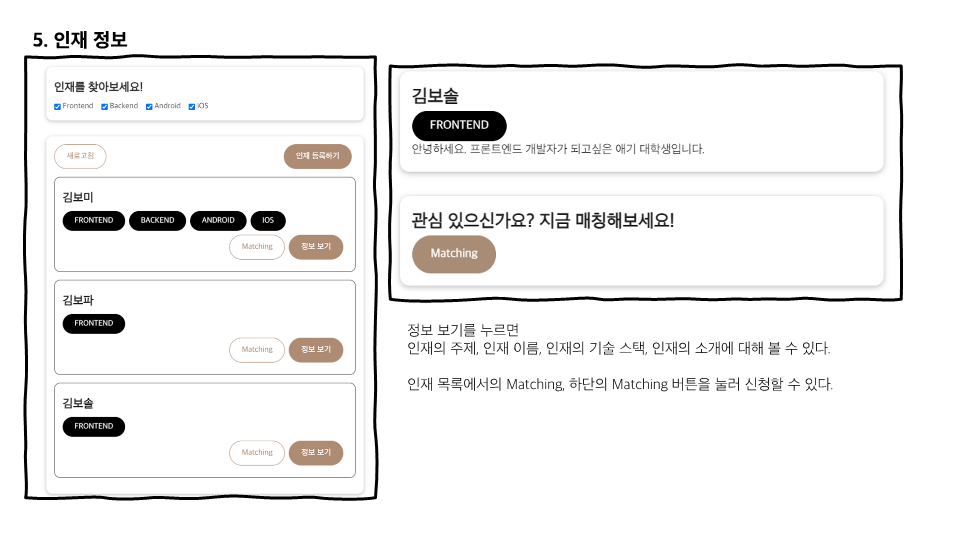 5. 인재 정보
인재를 찾아보세요!
Frontend Backend Android iOS
새로고침 인재 등록하기
김보미
FRONTEND BACKEND ANDROID IOS
Matching 정보 보기
김보파
FRONTEND
Matching 정보 보기
김보솔
FRONTEND
Matching 정보 보기
김보솔
FRONTEND
안녕하세요. 프론트엔드 개발자가 되고싶은 애기 대학생입니다.
관심 있으신가요? 지금 매칭해보세요!
Matching
정보 보기를 누르면
인재의 주제, 인재 이름, 인재의 기술 스택, 인재의 소개에 대해 볼 수 있다.
인재 목록에서의 Matching, 하단의 Matching 버튼을 눌러 신청할 수 있다.